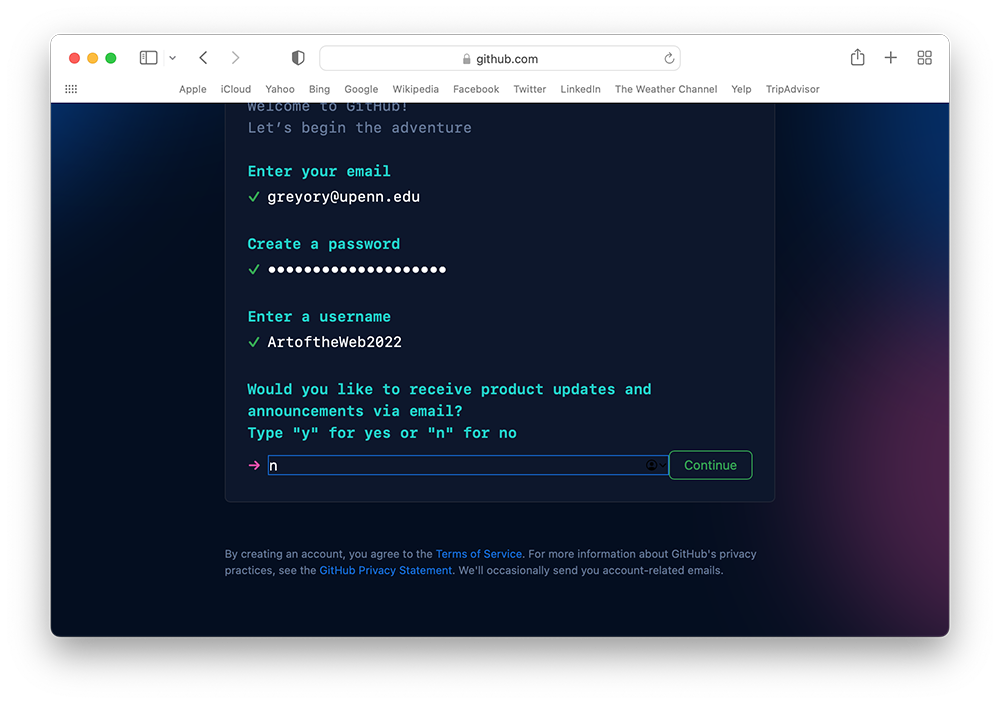 github.com
Apple iCloud Yahoo Bing Google Wikipedia Facebook Twitter LinkedIn The Weather Channel Yelp TripAdvisor
Welcome to GitHub!
Let’s begin the adventure
Enter your email
✓ greyory@upenn.edu
Create a password
✓ ●●●●●●●●●●●●●●●●●●●●
Enter a username
✓ ArtoftheWeb2022
Would you like to receive product updates and
announcements via email?
Type "y" for yes or "n" for no
→ n Continue
By creating an account, you agree to the Terms of Service. For more information about GitHub's privacy
practices, see the GitHub Privacy Statement. We'll occasionally send you account-related emails.